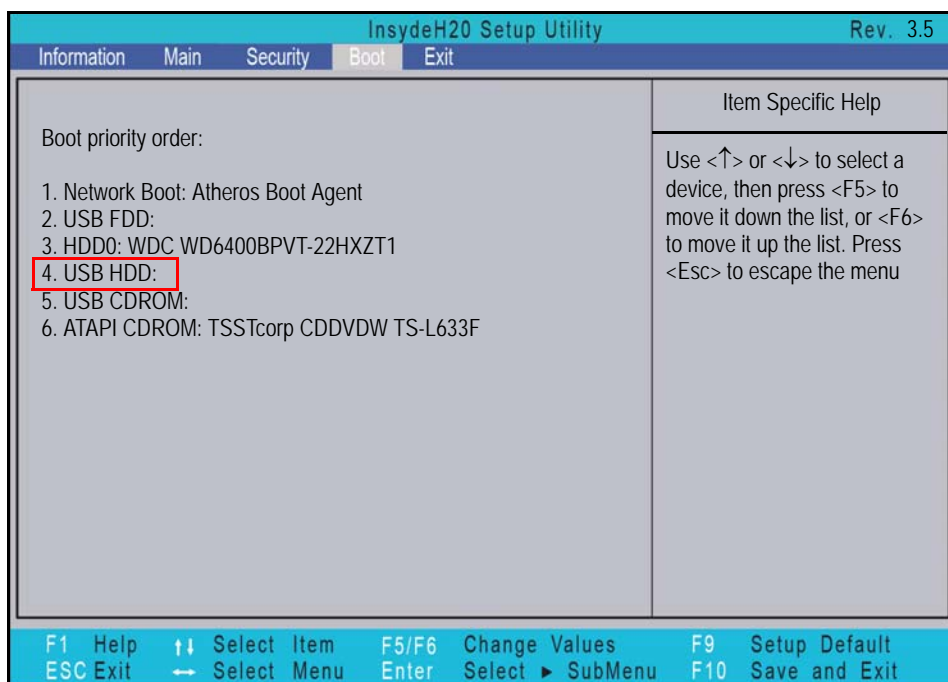 InsydeH20 Setup Utility Rev. 3.5
Information Main Security Boot Exit
Boot priority order:
1. Network Boot: Atheros Boot Agent
2. USB FDD:
3. HDD0: WDC WD6400BPVT-22HXZT1
4. USB HDD:
5. USB CDROM:
6. ATAPI CDROM: TSSTcorp CDDVDW TS-L633F
Item Specific Help
Use <↑> or <↓> to select a
device, then press <F5> to
move it down the list, or <F6>
to move it up the list. Press
<Esc> to escape the menu
F1 Help ↑↓ Select Item F5/F6 Change Values F9 Setup Default
ESC Exit ↔ Select Menu Enter Select ► SubMenu F10 Save and Exit